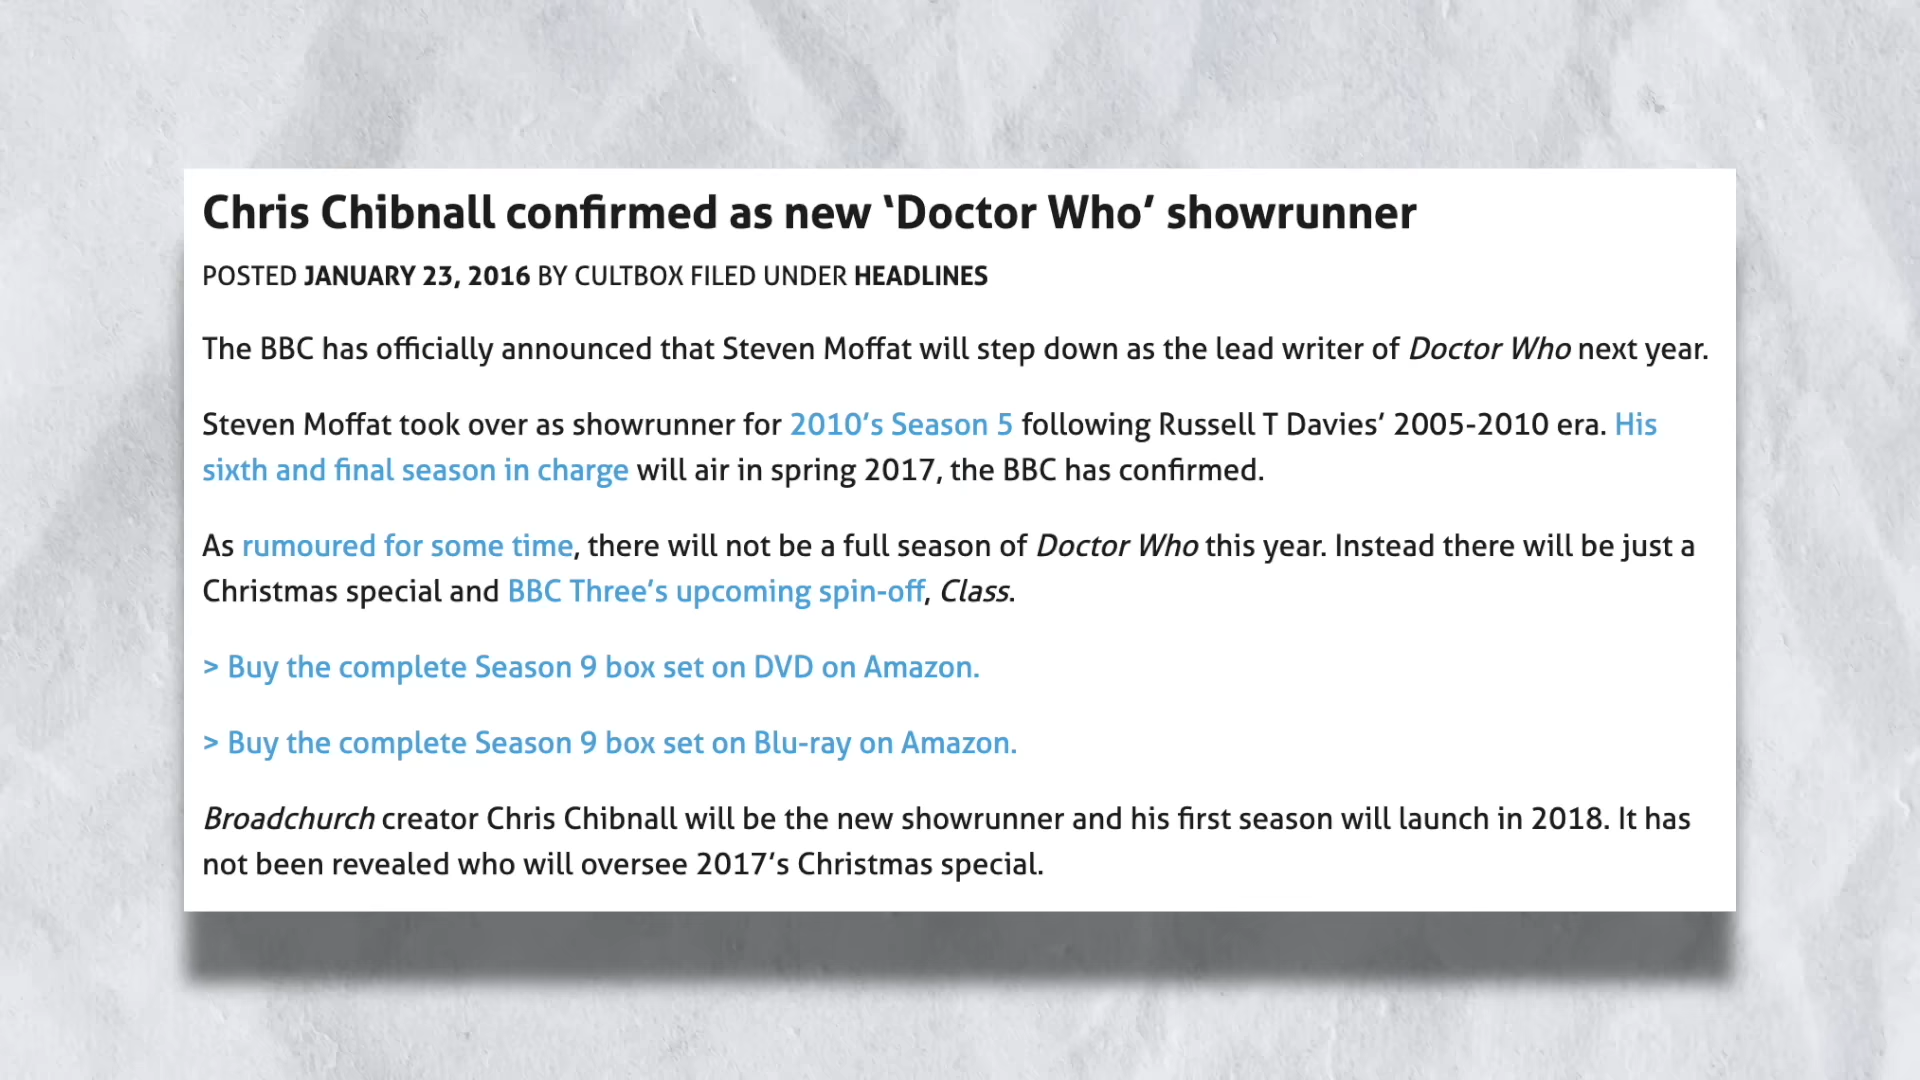 Chris Chibnall confirmed as new ‘Doctor Who’ showrunner
POSTED JANUARY 23, 2016 BY CULTBOX FILED UNDER HEADLINES
The BBC has officially announced that Steven Moffat will step down as the lead writer of Doctor Who next year.
Steven Moffat took over as showrunner for 2010’s Season 5 following Russell T Davies’ 2005-2010 era. His
sixth and final season in charge will air in spring 2017, the BBC has confirmed.
As rumoured for some time, there will not be a full season of Doctor Who this year. Instead there will be just a
Christmas special and BBC Three’s upcoming spin-off, Class.
> Buy the complete Season 9 box set on DVD on Amazon.
> Buy the complete Season 9 box set on Blu-ray on Amazon.
Broadchurch creator Chris Chibnall will be the new showrunner and his first season will launch in 2018. It has
not been revealed who will oversee 2017’s Christmas special.